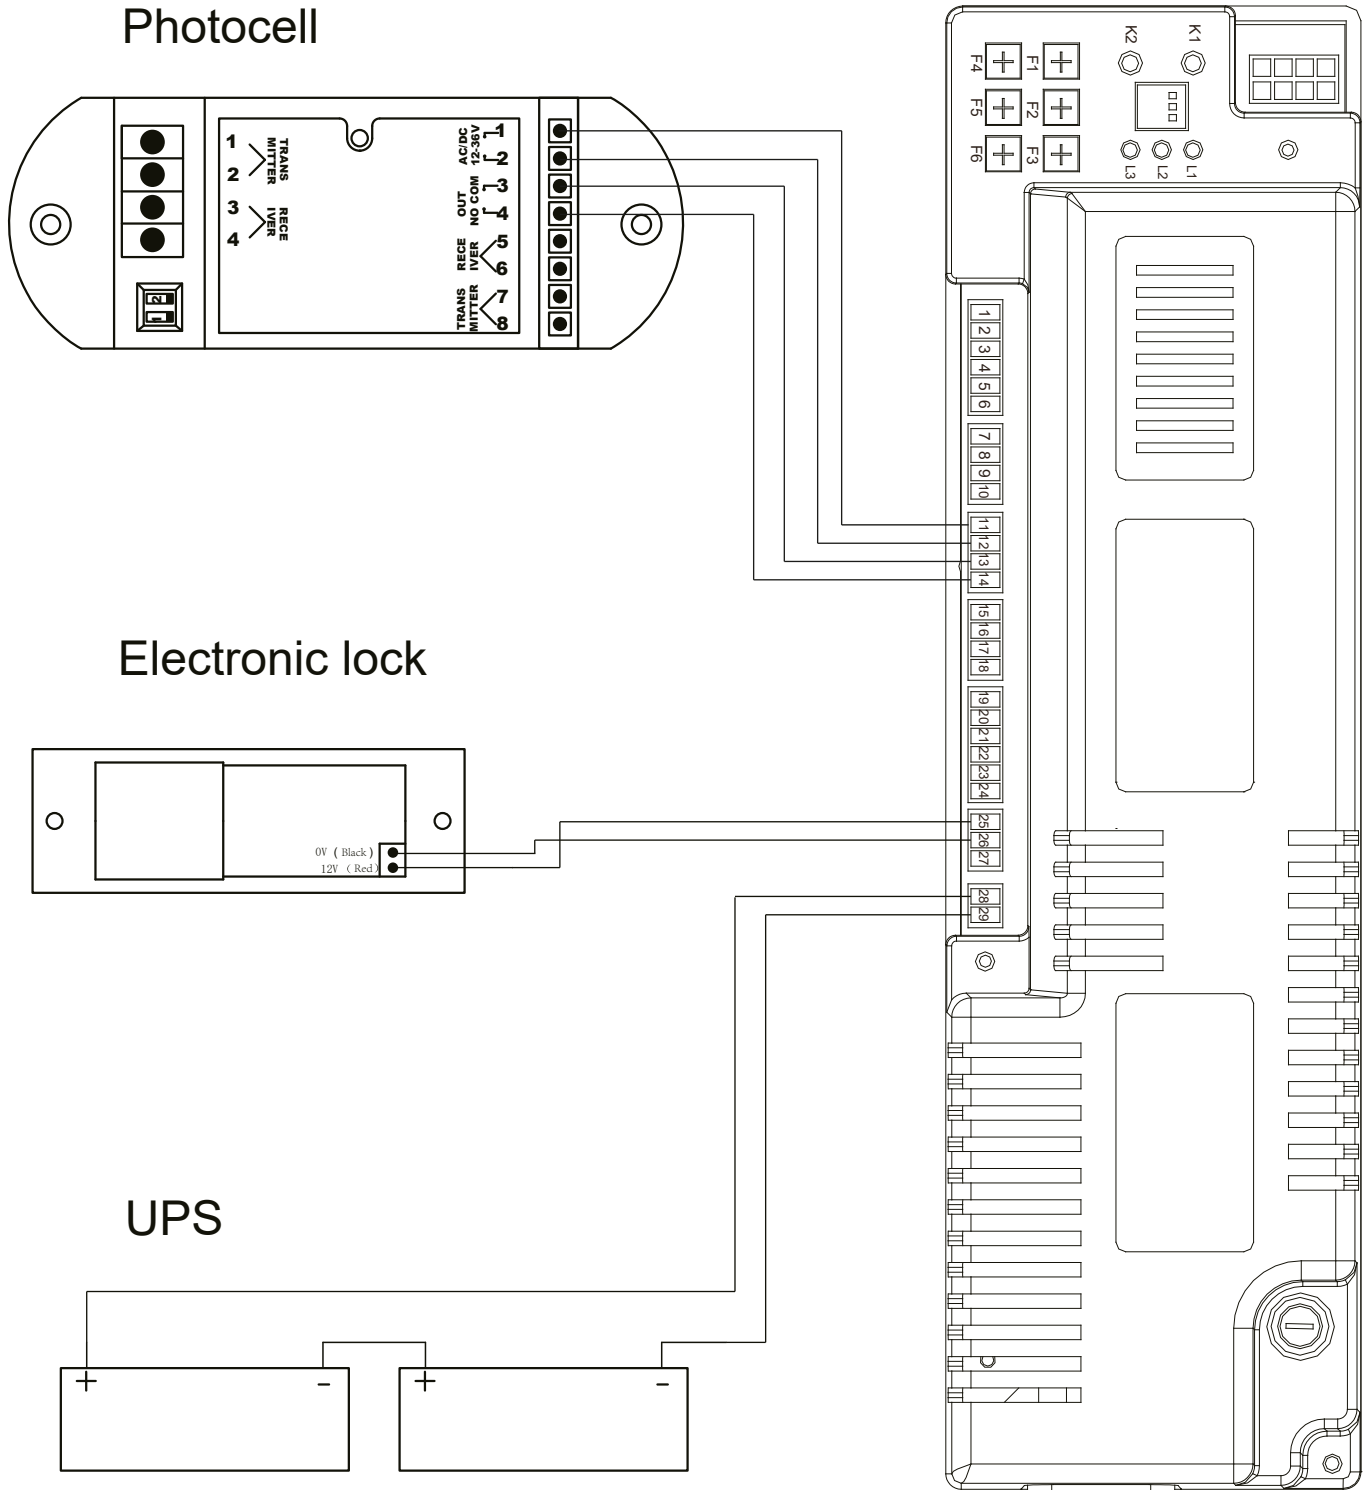 Photocell
1
2
3
4
TRANS
MITTER
RECE
IVER
AC/DC
12-36V
OUT
NO COM
RECE
IVER
TRANS
MITTER
1
2
3
4
5
6
7
8
1 2
K2 K1
F4 F1
F5 F2
F6 F3
L3 L2 L1
1
2
3
4
5
6
7
8
9
10
11
12
13
14
15
16
17
18
19
20
21
22
23
24
25
26
27
28
29
Electronic lock
0V ( Black )
12V ( Red )
UPS
+ -
+ -